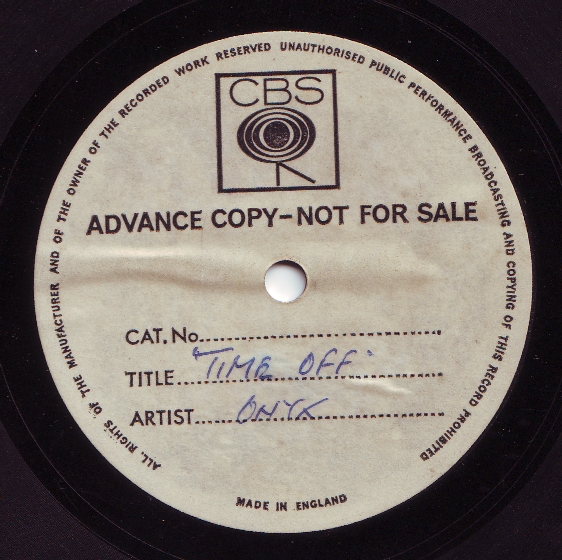 ALL RIGHTS OF THE MANUFACTURER AND OF THE OWNER OF THE RECORDED WORK RESERVED UNAUTHORISED PUBLIC PERFORMANCE BROADCASTING AND COPYING OF THIS RECORD PROHIBITED
CBS
ADVANCE COPY-NOT FOR SALE
CAT. No.
TITLE "TIME OFF"
ARTIST ONYX
MADE IN ENGLAND